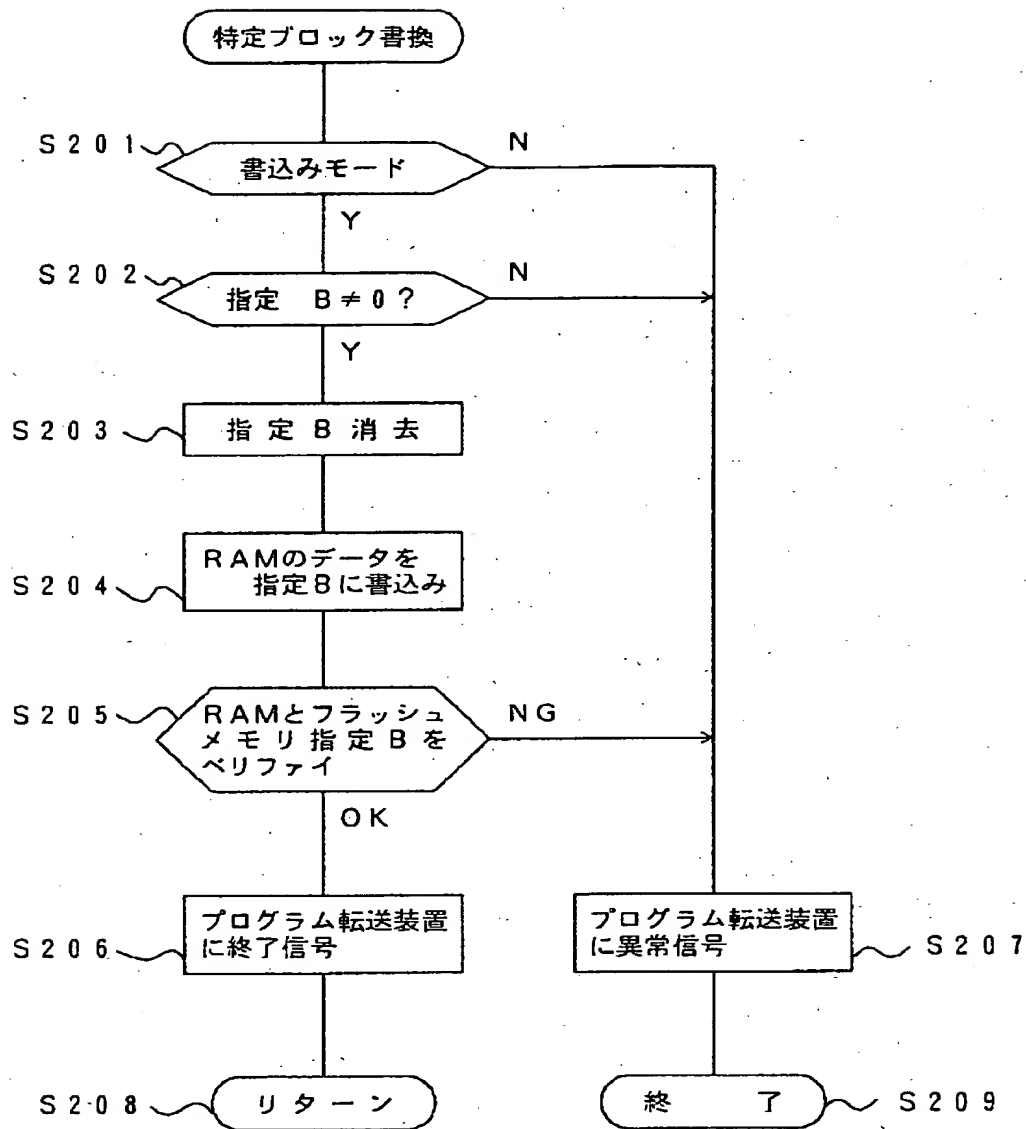 特定ブロック書換
S201
書込みモード
N
Y
S202
指定 B≠0?
N
Y
S203
指定B消去
S204
RAMのデータを
指定Bに書込み
S205
RAMとフラッシュ
メモリ指定Bを
ベリファイ
NG
OK
S206
プログラム転送装置
に終了信号
プログラム転送装置
に異常信号
S207
S208
リターン
終 了
S209